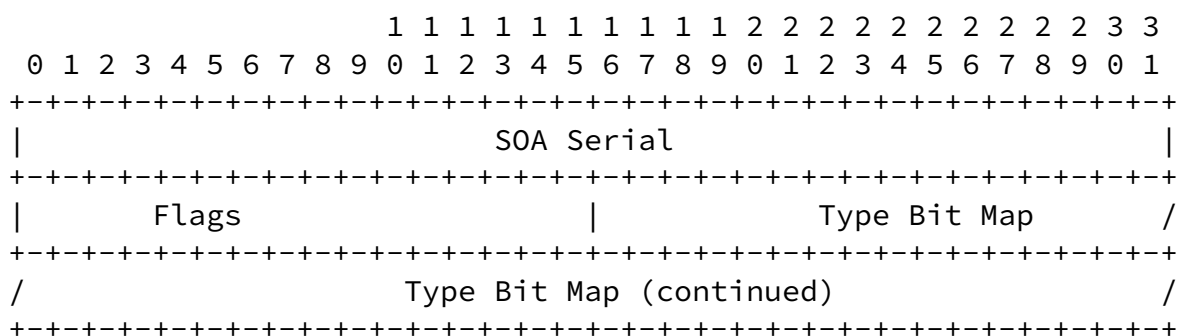 1 1 1 1 1 1 1 1 1 1 2 2 2 2 2 2 2 2 2 2 3 3
 0 1 2 3 4 5 6 7 8 9 0 1 2 3 4 5 6 7 8 9 0 1 2 3 4 5 6 7 8 9 0 1
+-+-+-+-+-+-+-+-+-+-+-+-+-+-+-+-+-+-+-+-+-+-+-+-+-+-+-+-+-+-+-+-+
|                          SOA Serial                           |
+-+-+-+-+-+-+-+-+-+-+-+-+-+-+-+-+-+-+-+-+-+-+-+-+-+-+-+-+-+-+-+-+
|       Flags                   |            Type Bit Map       /
+-+-+-+-+-+-+-+-+-+-+-+-+-+-+-+-+-+-+-+-+-+-+-+-+-+-+-+-+-+-+-+-+
/                     Type Bit Map (continued)                  /
+-+-+-+-+-+-+-+-+-+-+-+-+-+-+-+-+-+-+-+-+-+-+-+-+-+-+-+-+-+-+-+-+